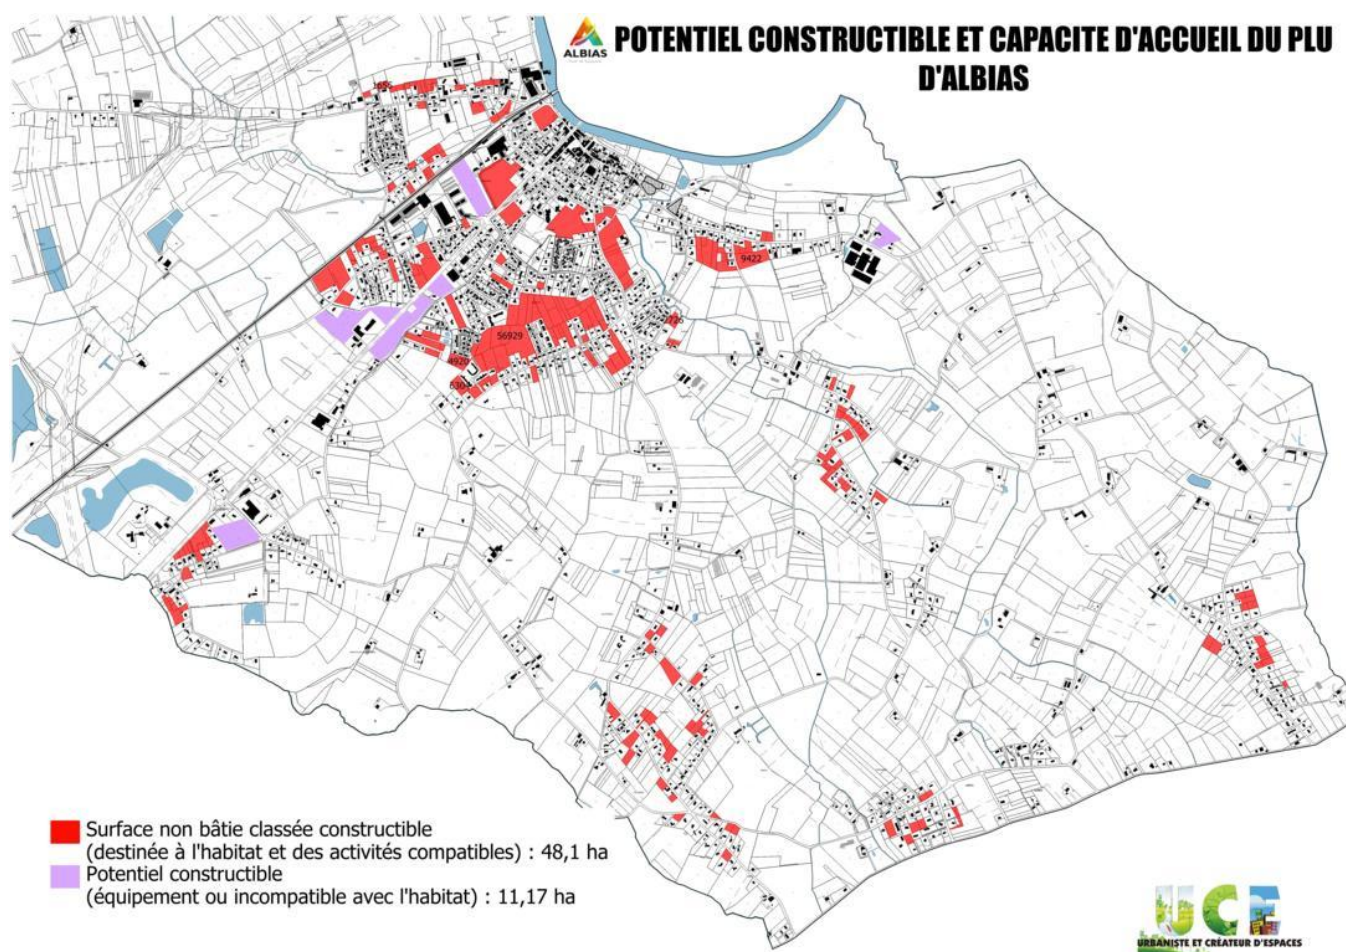 POTENTIEL CONSTRUCTIBLE ET CAPACITE D'ACCUEIL DU PLU
D'ALBIAS
ALBIAS
9422
56929
4920
Surface non bâtie classée constructible
(destinée à l'habitat et des activités compatibles) : 48,1 ha
Potentiel constructible
(équipement ou incompatible avec l'habitat) : 11,17 ha
UCE
URBANISTE ET CRÉATEUR D'ESPACES